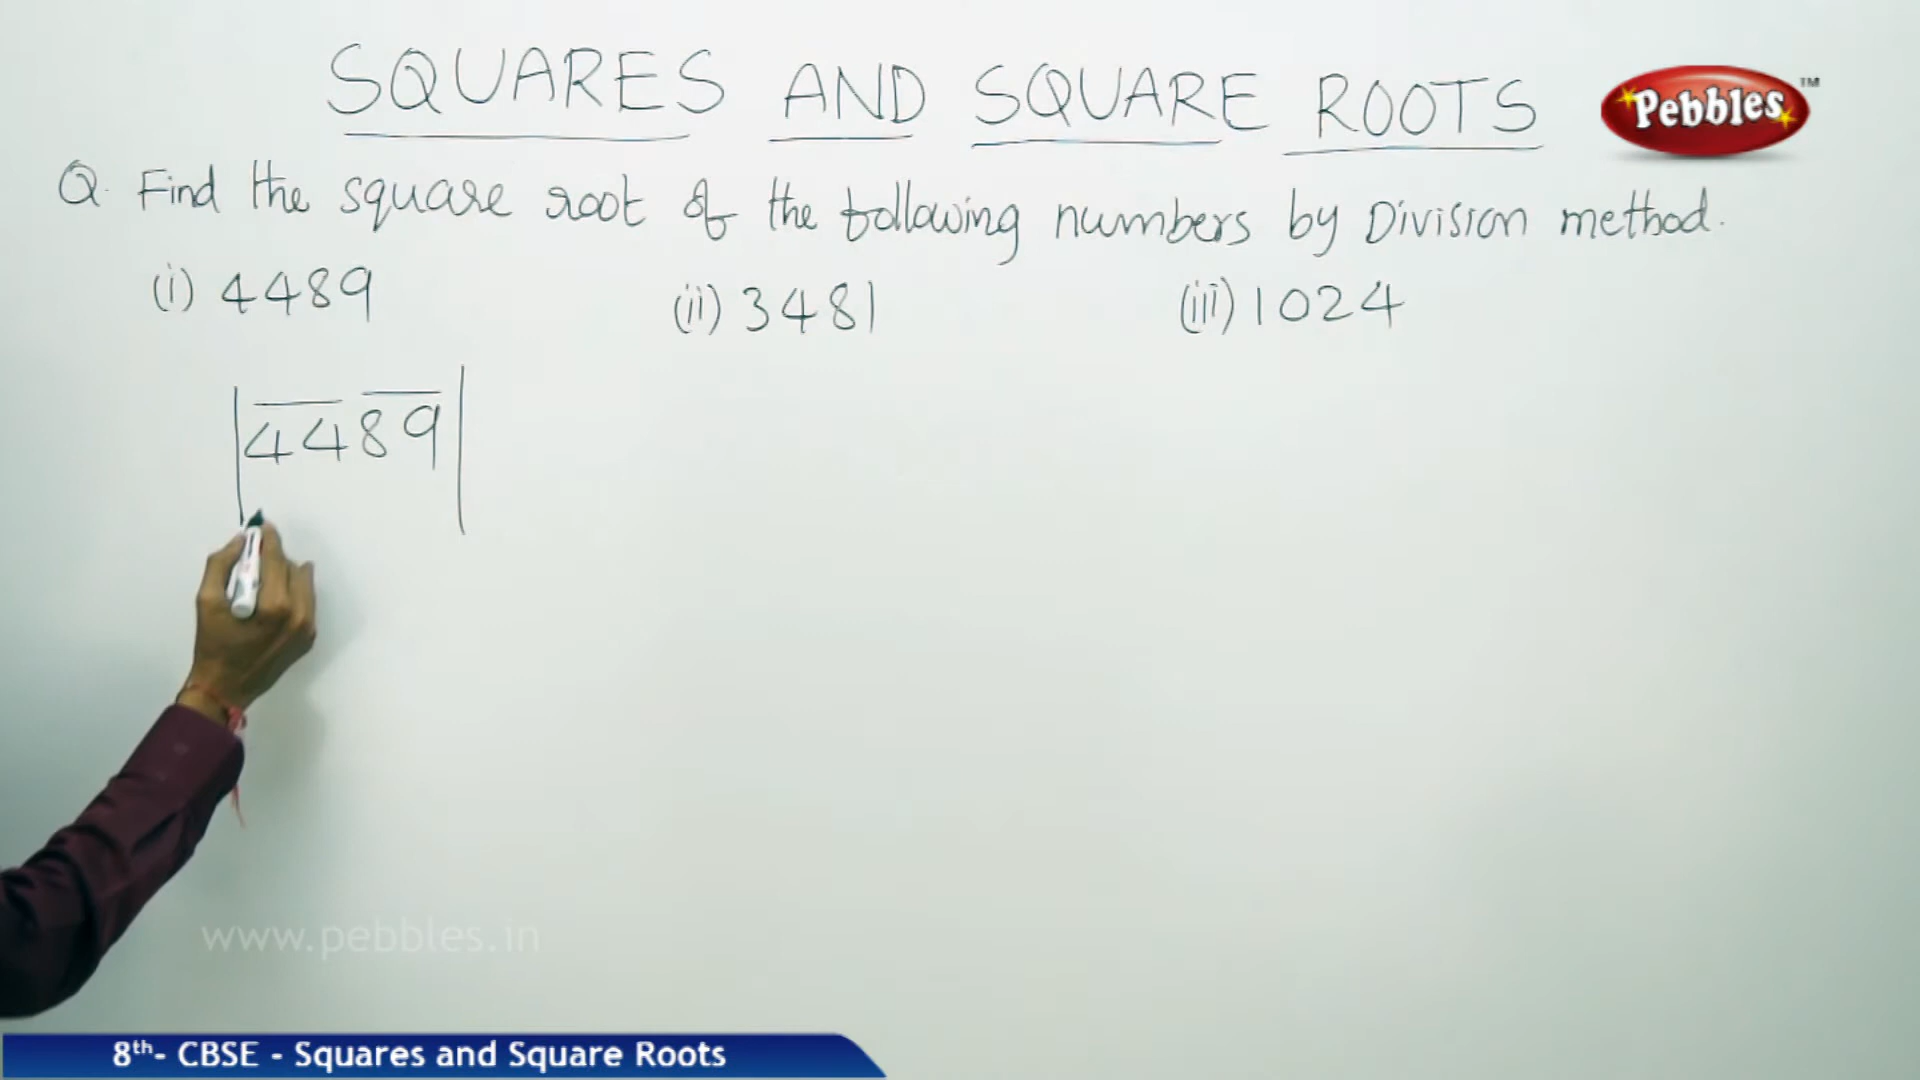 SQUARES AND SQUARE ROOTS
Pebbles™
Q. Find the square root of the following numbers by Division method.
(i) 4489 (ii) 3481 (iii) 1024
4489
www.pebbles.in
8th- CBSE - Squares and Square Roots